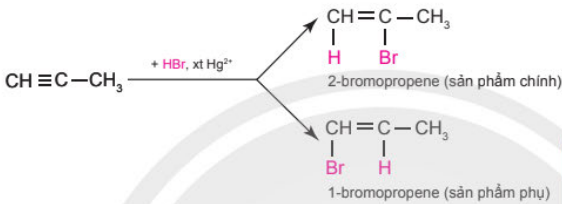 CH=C—CH₃
H Br
2-bromopropene (sản phẩm chính)
+ HBr, xt Hg²⁺
CH≡C—CH₃
CH=C—CH₃
Br H
1-bromopropene (sản phẩm phụ)